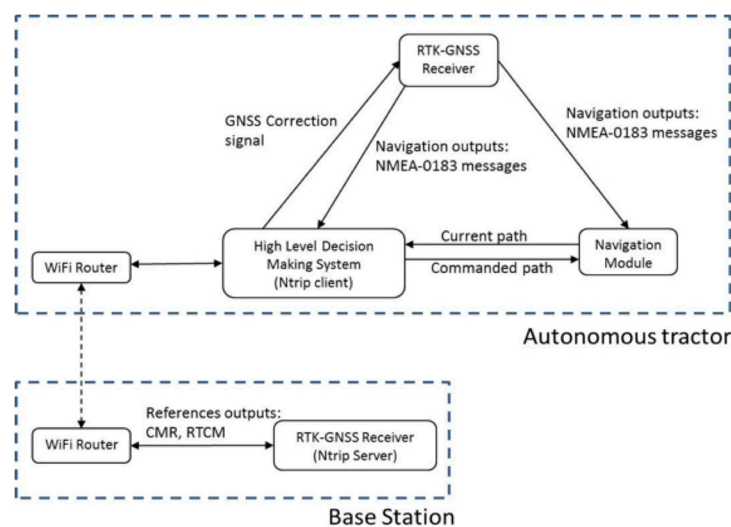 RTK-GNSS
Receiver
GNSS Correction
signal
Navigation outputs:
NMEA-0183 messages
Navigation outputs:
NMEA-0183 messages
WiFi Router
High Level Decision
Making System
(Ntrip client)
Current path
Commanded path
Navigation
Module
Autonomous tractor
References outputs:
CMR, RTCM
WiFi Router
RTK-GNSS Receiver
(Ntrip Server)
Base Station